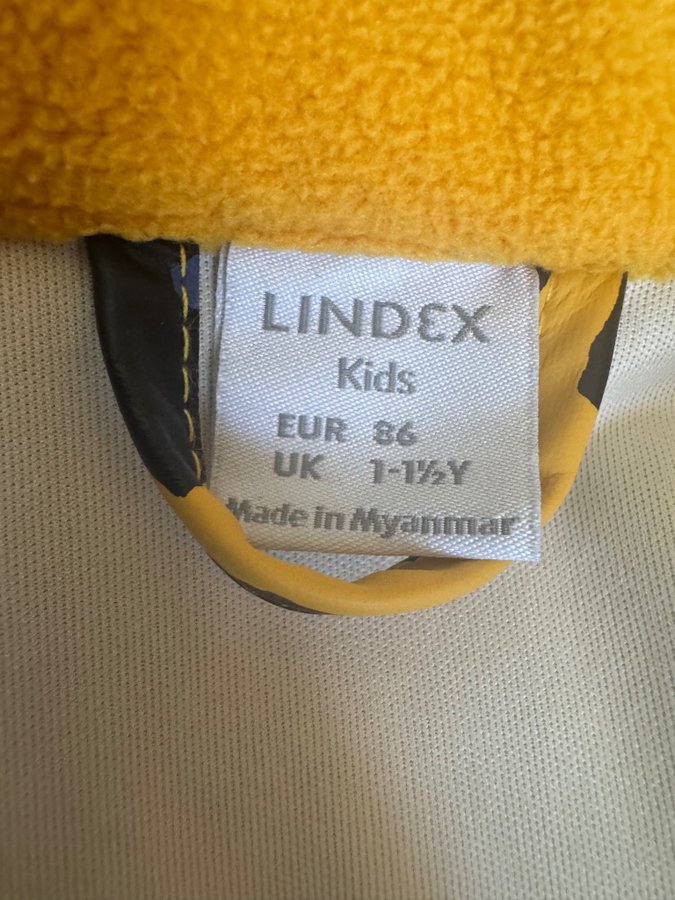 LINDEX
Kids
EUR 86
UK 1-1½Y
Made in Myanmar